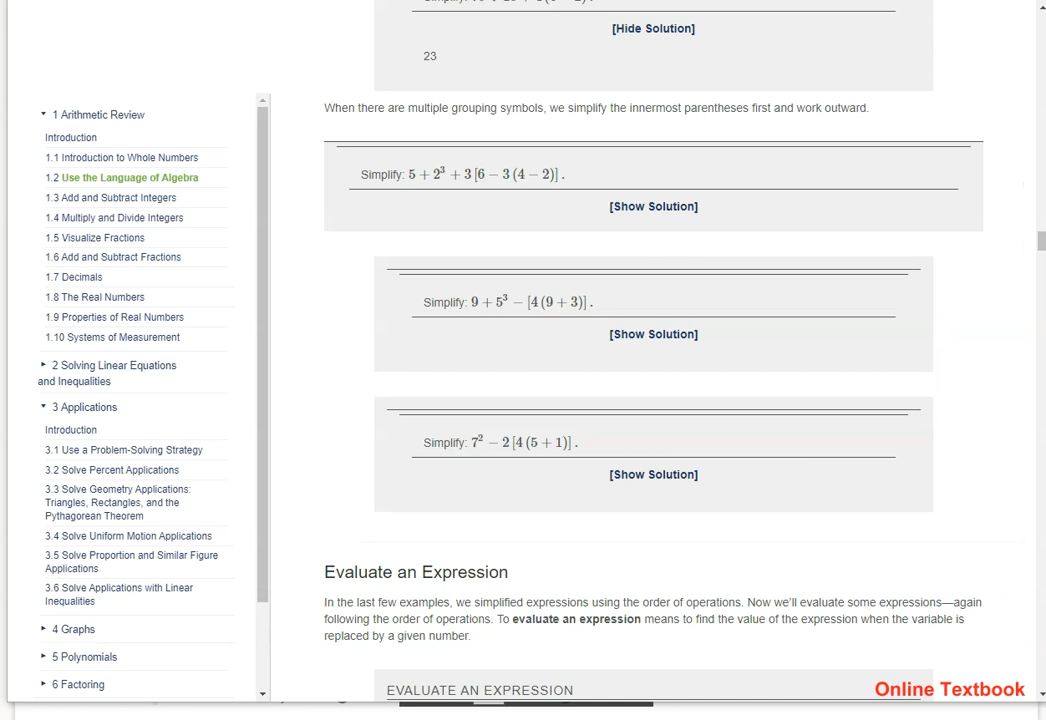 [Hide Solution]
23
When there are multiple grouping symbols, we simplify the innermost parentheses first and work outward.
Simplify: 5 + 2³ + 3 [6 − 3 (4 − 2)] .
[Show Solution]
Simplify: 9 + 5³ − [4 (9 + 3)] .
[Show Solution]
Simplify: 7² − 2 [4 (5 + 1)] .
[Show Solution]
Evaluate an Expression
In the last few examples, we simplified expressions using the order of operations. Now we’ll evaluate some expressions—again
following the order of operations. To evaluate an expression means to find the value of the expression when the variable is
replaced by a given number.
EVALUATE AN EXPRESSION
1 Arithmetic Review
Introduction
1.1 Introduction to Whole Numbers
1.2 Use the Language of Algebra
1.3 Add and Subtract Integers
1.4 Multiply and Divide Integers
1.5 Visualize Fractions
1.6 Add and Subtract Fractions
1.7 Decimals
1.8 The Real Numbers
1.9 Properties of Real Numbers
1.10 Systems of Measurement
2 Solving Linear Equations
and Inequalities
3 Applications
Introduction
3.1 Use a Problem-Solving Strategy
3.2 Solve Percent Applications
3.3 Solve Geometry Applications:
Triangles, Rectangles, and the
Pythagorean Theorem
3.4 Solve Uniform Motion Applications
3.5 Solve Proportion and Similar Figure
Applications
3.6 Solve Applications with Linear
Inequalities
4 Graphs
5 Polynomials
6 Factoring
Online Textbook